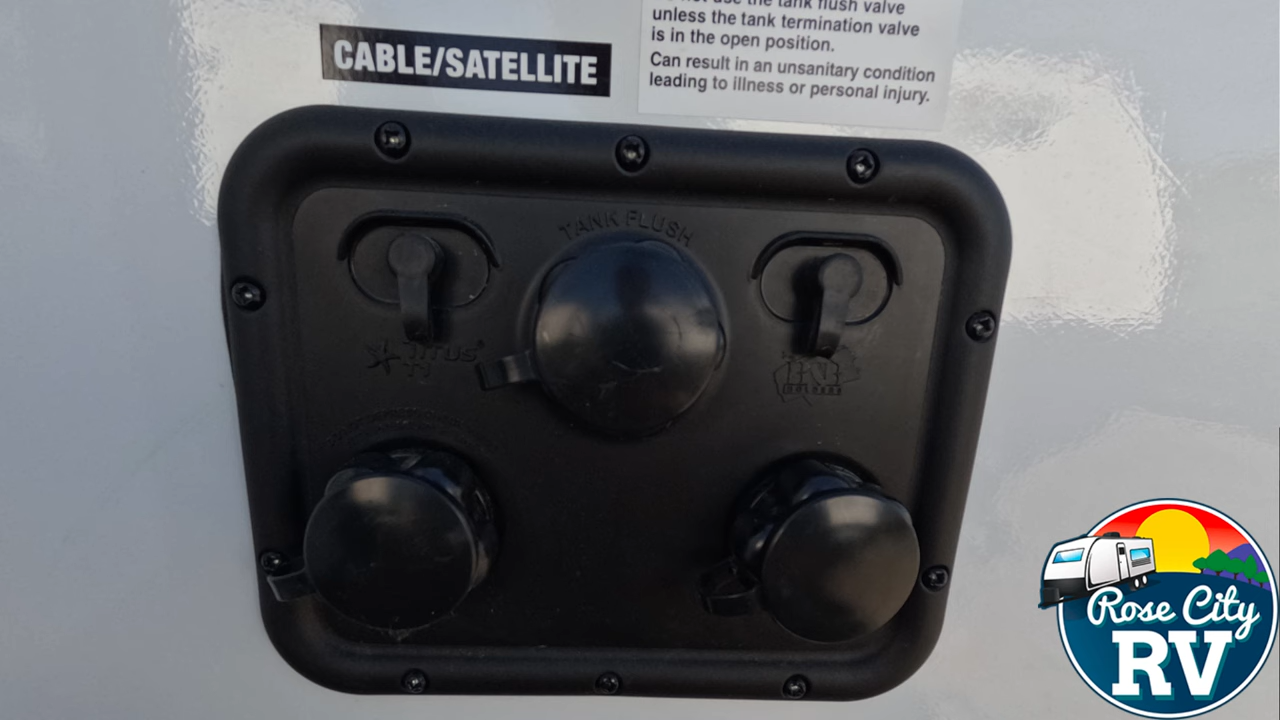 unless the tank termination valve
is in the open position.
Can result in an unsanitary condition
leading to illness or personal injury.
CABLE/SATELLITE
TANK FLUSH
TITUS
Rose City
RV